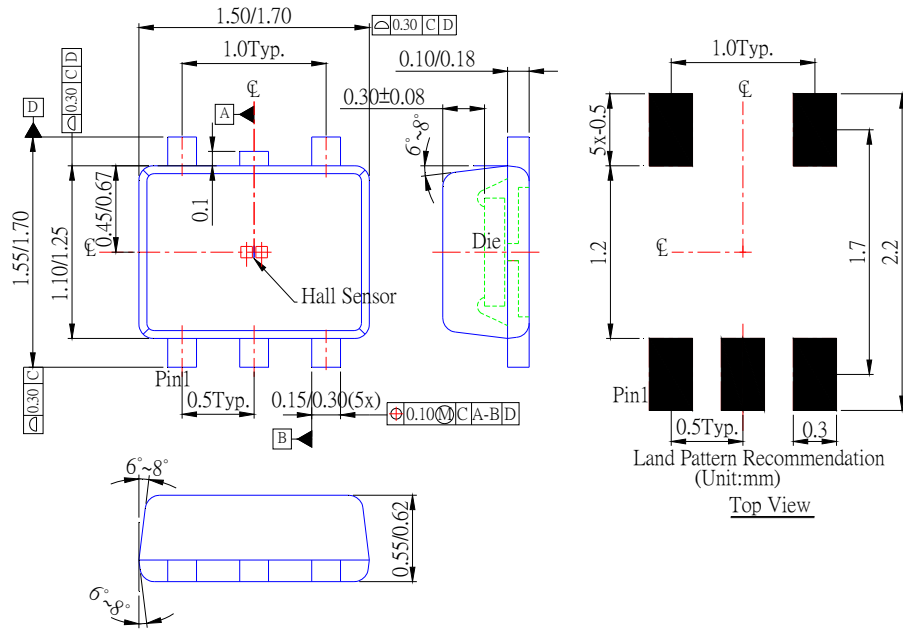 1.50/1.70
⌓ 0.30 C D
1.0Typ.
0.10/0.18
1.0Typ.
℄
℄
⌓ 0.30 C D
D
A
0.30±0.08
6°~8°
5x-0.5
1.55/1.70
1.10/1.25
0.45/0.67
0.1
℄
Die
℄
1.2
1.7
2.2
Hall Sensor
Pin1
⌓ 0.30 C
0.5Typ.
0.15/0.30(5x)
B
⌖ 0.10 Ⓜ C A-B D
Pin1
0.5Typ.
0.3
Land Pattern Recommendation
(Unit:mm)
Top View
6°~8°
0.55/0.62
6°~8°